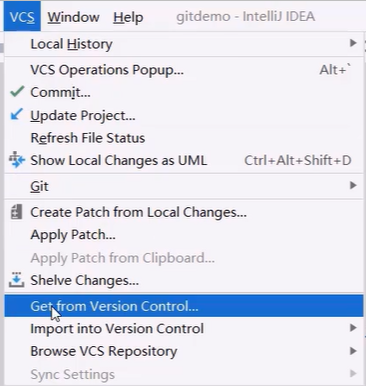 VCS Window Help gitdemo - IntelliJ IDEA
Local History
VCS Operations Popup... Alt+`
Commit...
Update Project...
Refresh File Status
Show Local Changes as UML Ctrl+Alt+Shift+D
Git
Create Patch from Local Changes...
Apply Patch...
Apply Patch from Clipboard...
Shelve Changes...
Get from Version Control...
Import into Version Control
Browse VCS Repository
Sync Settings